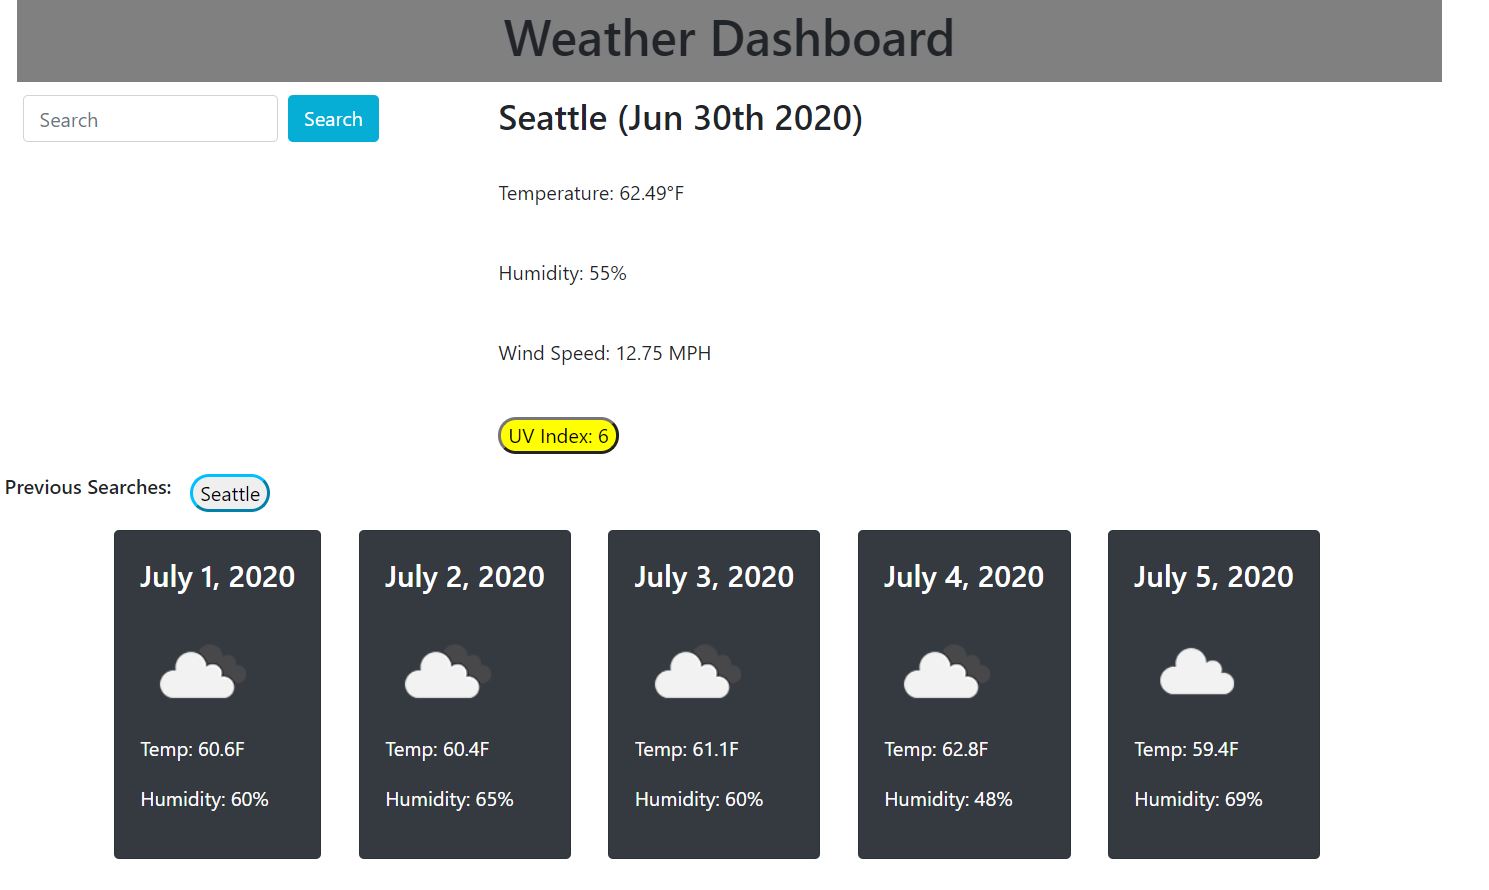 Weather Dashboard
Search
Search
Seattle (Jun 30th 2020)
Temperature: 62.49°F
Humidity: 55%
Wind Speed: 12.75 MPH
UV Index: 6
Previous Searches:
Seattle
July 1, 2020
Temp: 60.6F
Humidity: 60%
July 2, 2020
Temp: 60.4F
Humidity: 65%
July 3, 2020
Temp: 61.1F
Humidity: 60%
July 4, 2020
Temp: 62.8F
Humidity: 48%
July 5, 2020
Temp: 59.4F
Humidity: 69%